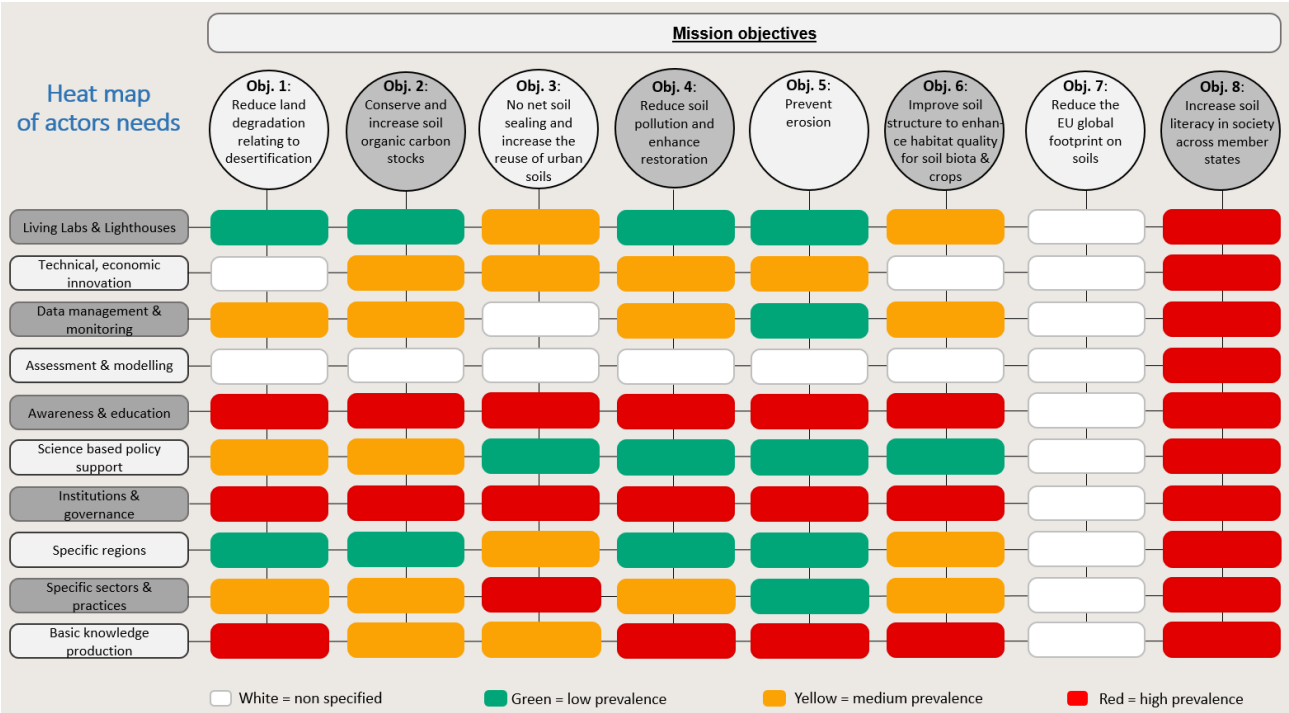 Mission objectives
Heat map
of actors needs
Obj. 1:
Reduce land
degradation
relating to
desertification
Obj. 2:
Conserve and
increase soil
organic carbon
stocks
Obj. 3:
No net soil
sealing and
increase the
reuse of urban
soils
Obj. 4:
Reduce soil
pollution and
enhance
restoration
Obj. 5:
Prevent
erosion
Obj. 6:
Improve soil
structure to enhan-
ce habitat quality
for soil biota &
crops
Obj. 7:
Reduce the
EU global
footprint on
soils
Obj. 8:
Increase soil
literacy in society
across member
states
Living Labs & Lighthouses
Technical, economic
innovation
Data management &
monitoring
Assessment & modelling
Awareness & education
Science based policy
support
Institutions &
governance
Specific regions
Specific sectors &
practices
Basic knowledge
production
White = non specified
Green = low prevalence
Yellow = medium prevalence
Red = high prevalence